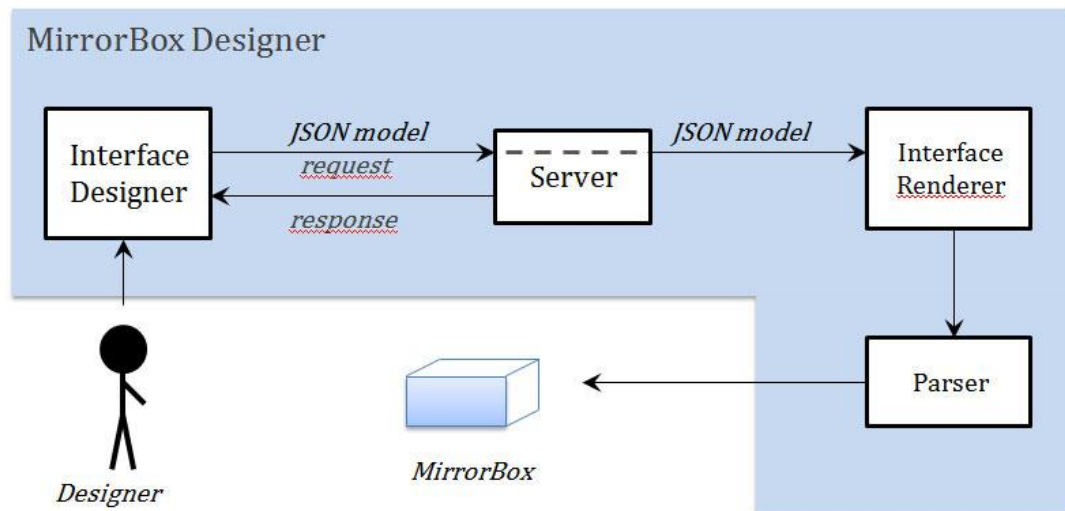 MirrorBox Designer
JSON model
JSON model
Interface
Designer
request
Server
Interface
Renderer
response
Parser
MirrorBox
Designer